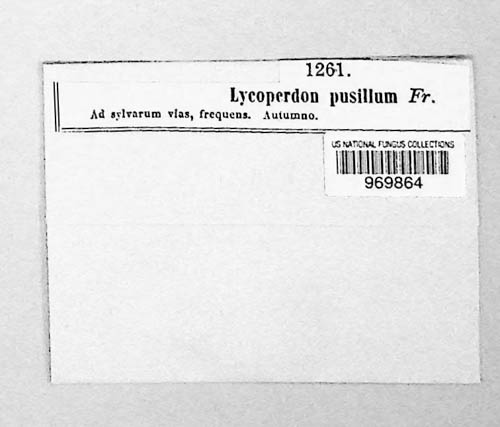 1261.
Lycoperdon pusillum Fr.
Ad sylvarum vias, frequens. Autumno.
US NATIONAL FUNGUS COLLECTIONS
969864